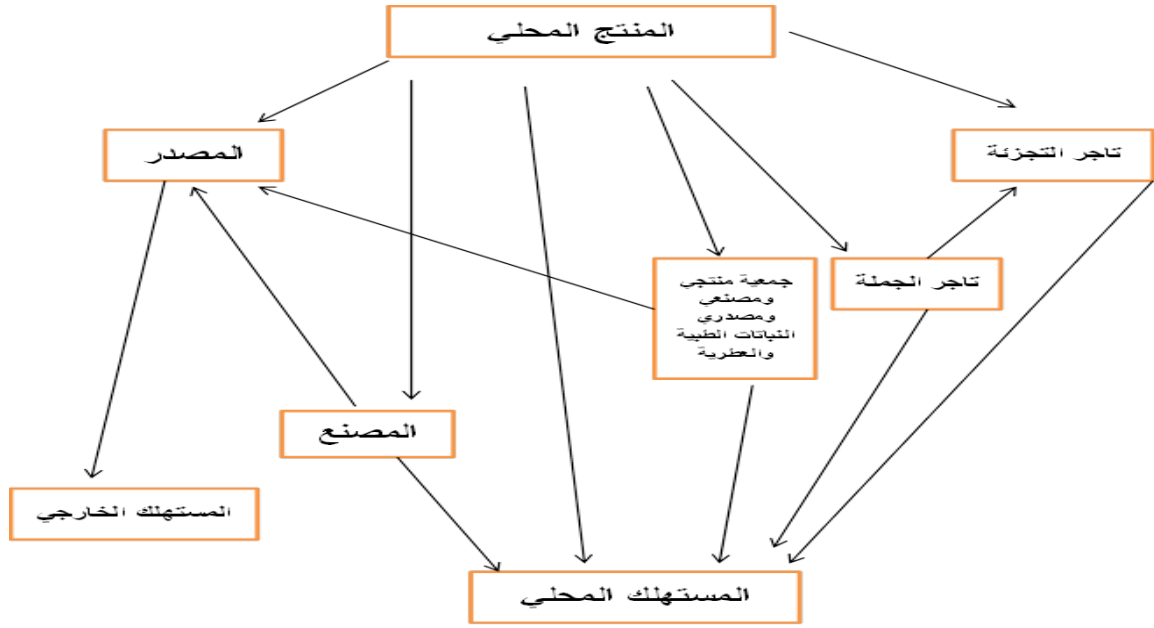 المنتج المحلي
المصدر
تاجر التجزئة
جمعية منتجي
ومصنعي
ومصدري
النباتات الطبية
والعطرية
تاجر الجملة
المصنع
المستهلك الخارجي
المستهلك المحلي